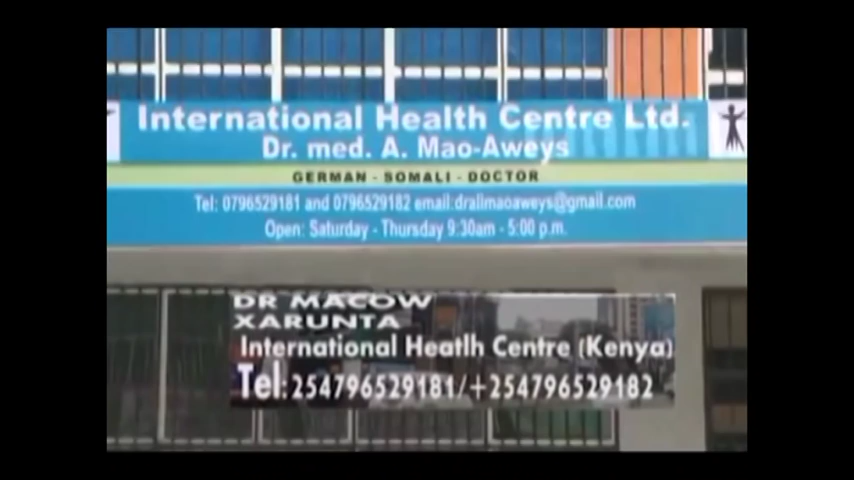 International Health Centre Ltd.
Dr. med. A. Mao-Aweys
GERMAN - SOMALI - DOCTOR
Tel: 0796529181 and 0796529182 email:dralimaoaweys@gmail.com
Open: Saturday - Thursday 9:30am - 5:00 p.m.
DR MACOW
XARUNTA
International Heatlh Centre (Kenya)
Tel:254796529181/+254796529182